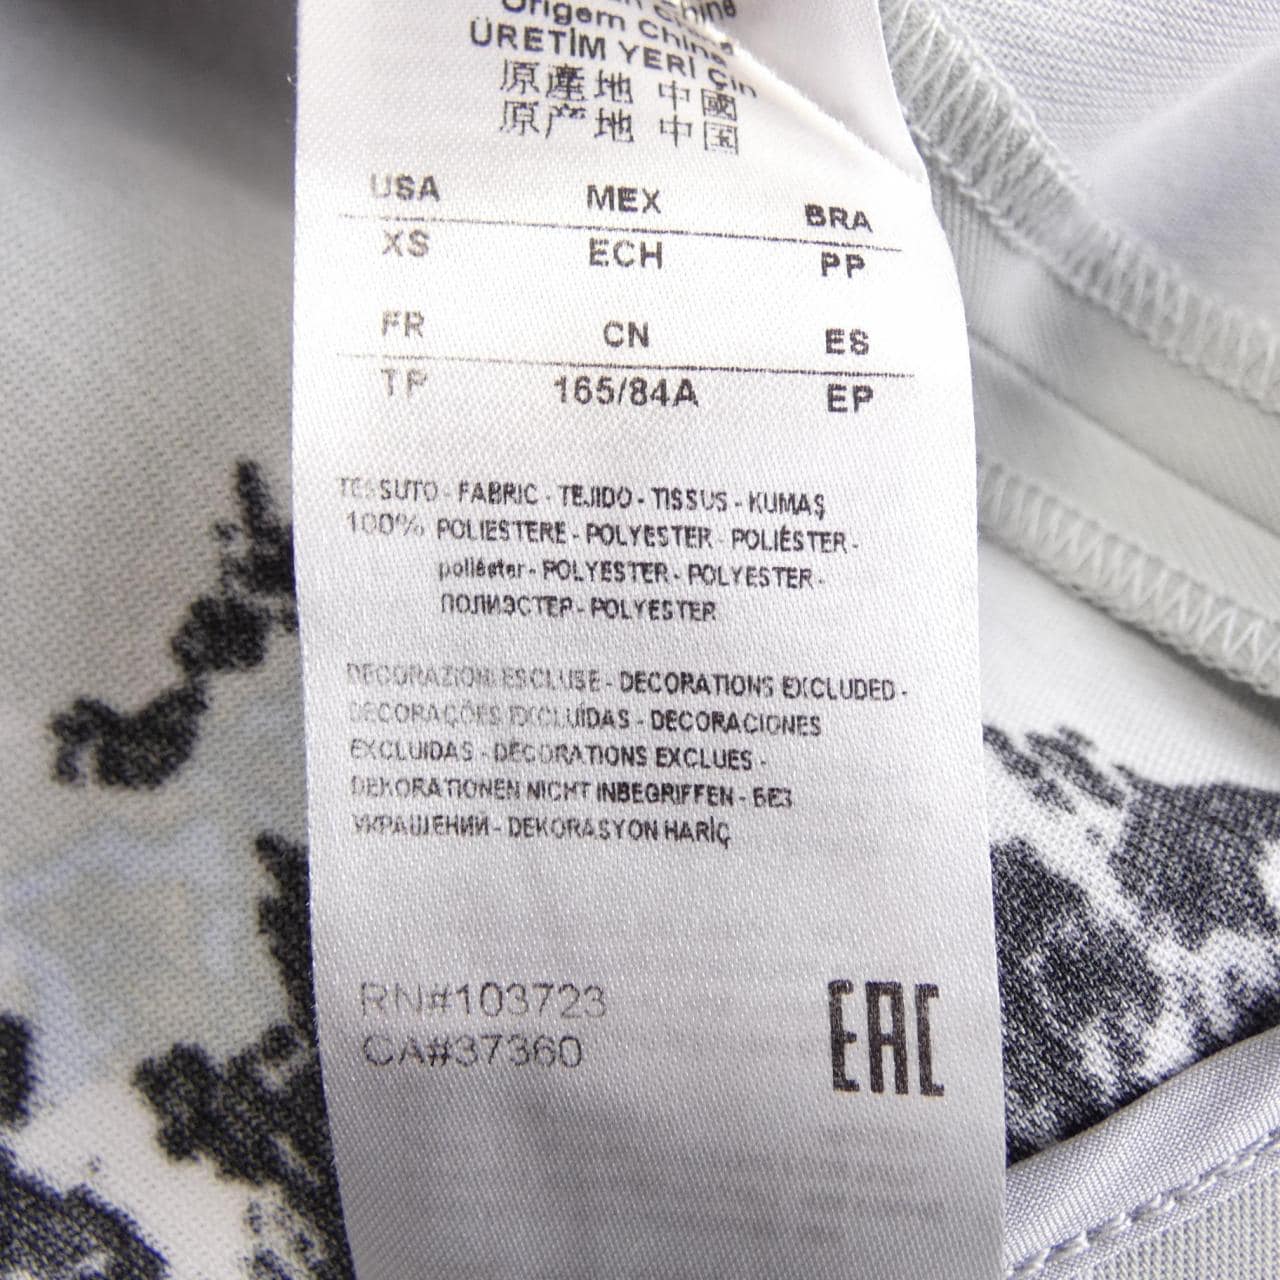 China
Origem China
ÜRETİM YERİ Çin
原產地 中國
原产地 中国
USA MEX BRA
XS ECH PP
FR CN ES
TP 165/84A EP
TESSUTO - FABRIC - TEJIDO - TISSUS - KUMAŞ
100% POLIESTERE - POLYESTER - POLIÉSTER -
poliéster - POLYESTER - POLYESTER -
ПОЛИЭСТЕР - POLYESTER
DECORAZIONI ESCLUSE - DECORATIONS EXCLUDED -
DECORAÇÕES EXCLUÍDAS - DECORACIONES
EXCLUIDAS - DÉCORATIONS EXCLUES -
DEKORATIONEN NICHT INBEGRIFFEN - БЕЗ
УКРАШЕНИИ - DEKORASYON HARİÇ
RN#103723
CA#37360
EAC